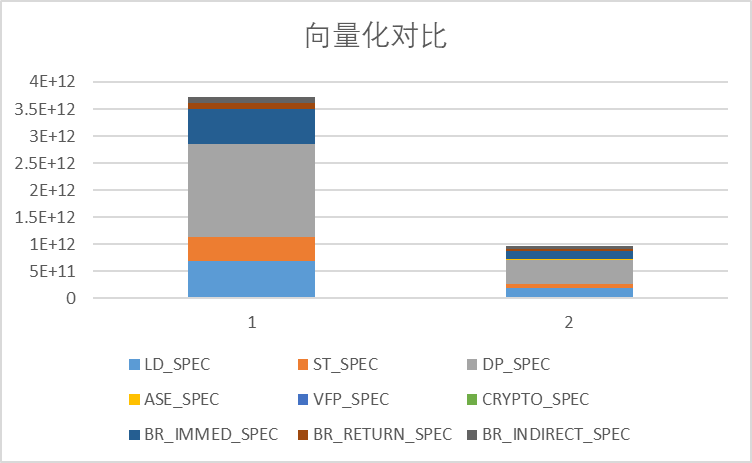 向量化对比
4E+12
3.5E+12
3E+12
2.5E+12
2E+12
1.5E+12
1E+12
5E+11
0
1 2
LD_SPEC ST_SPEC DP_SPEC
ASE_SPEC VFP_SPEC CRYPTO_SPEC
BR_IMMED_SPEC BR_RETURN_SPEC BR_INDIRECT_SPEC